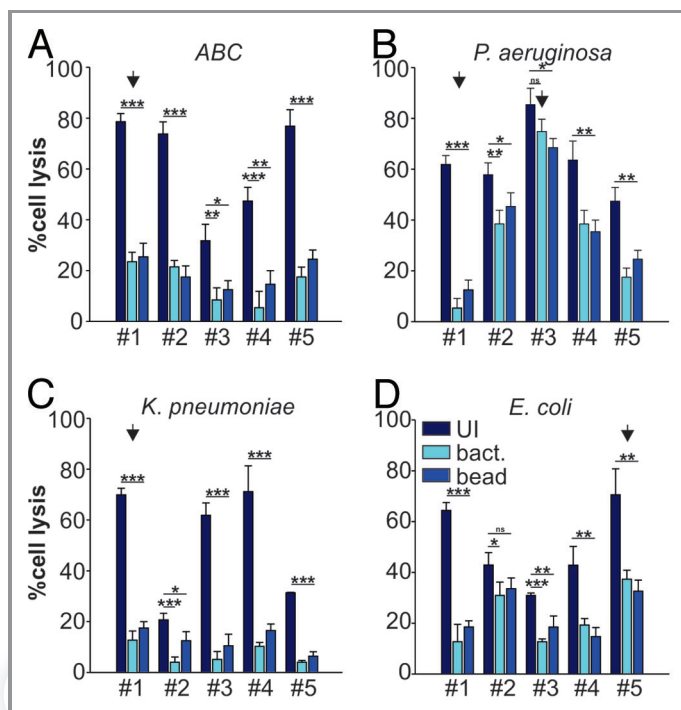 A
ABC
100
80
60
40
20
0
%cell lysis
***
***
*
**
**
***
***
#1 #2 #3 #4 #5
B
P. aeruginosa
100
80
60
40
20
0
***
*
**
*
ns
**
**
#1 #2 #3 #4 #5
C
K. pneumoniae
100
80
60
40
20
0
%cell lysis
***
*
***
***
***
***
#1 #2 #3 #4 #5
D
E. coli
100
80
60
40
20
0
UI
bact.
bead
***
ns
*
**
***
**
**
#1 #2 #3 #4 #5